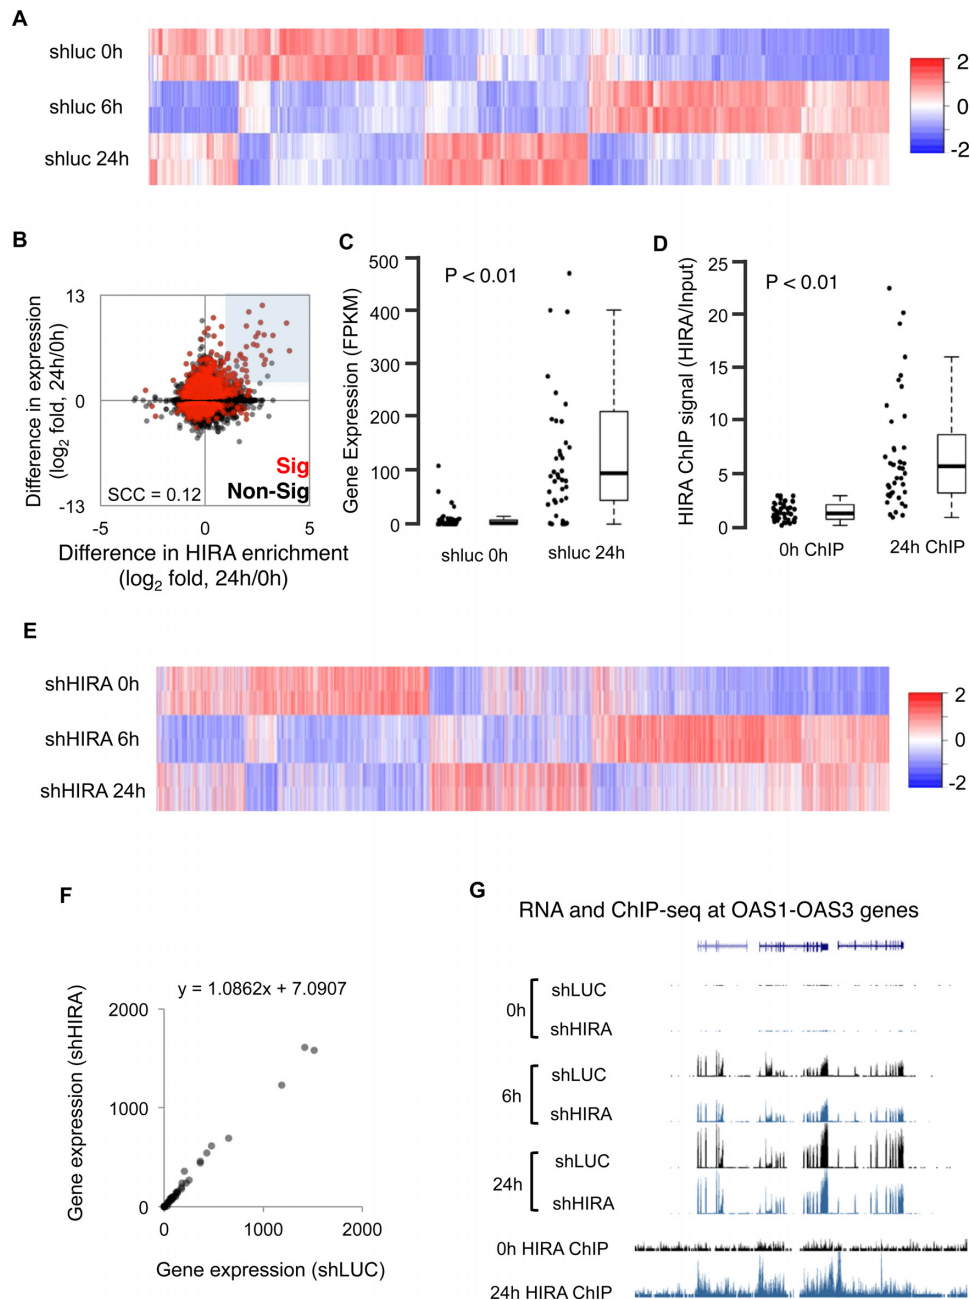 A
shluc 0h
shluc 6h
shluc 24h
2
0
-2
B
Difference in expression
(log2 fold, 24h/0h)
13
0
-13
SCC = 0.12
Sig
Non-Sig
-5
0
5
Difference in HIRA enrichment
(log2 fold, 24h/0h)
C
Gene Expression (FPKM)
500
400
300
200
100
0
P < 0.01
shluc 0h
shluc 24h
D
HIRA ChIP signal (HIRA/Input)
25
20
15
10
5
0
P < 0.01
0h ChIP
24h ChIP
E
shHIRA 0h
shHIRA 6h
shHIRA 24h
2
0
-2
F
y = 1.0862x + 7.0907
Gene expression (shHIRA)
2000
1000
0
0
1000
2000
Gene expression (shLUC)
G
RNA and ChIP-seq at OAS1-OAS3 genes
0h
shLUC
shHIRA
6h
shLUC
shHIRA
24h
shLUC
shHIRA
0h HIRA ChIP
24h HIRA ChIP